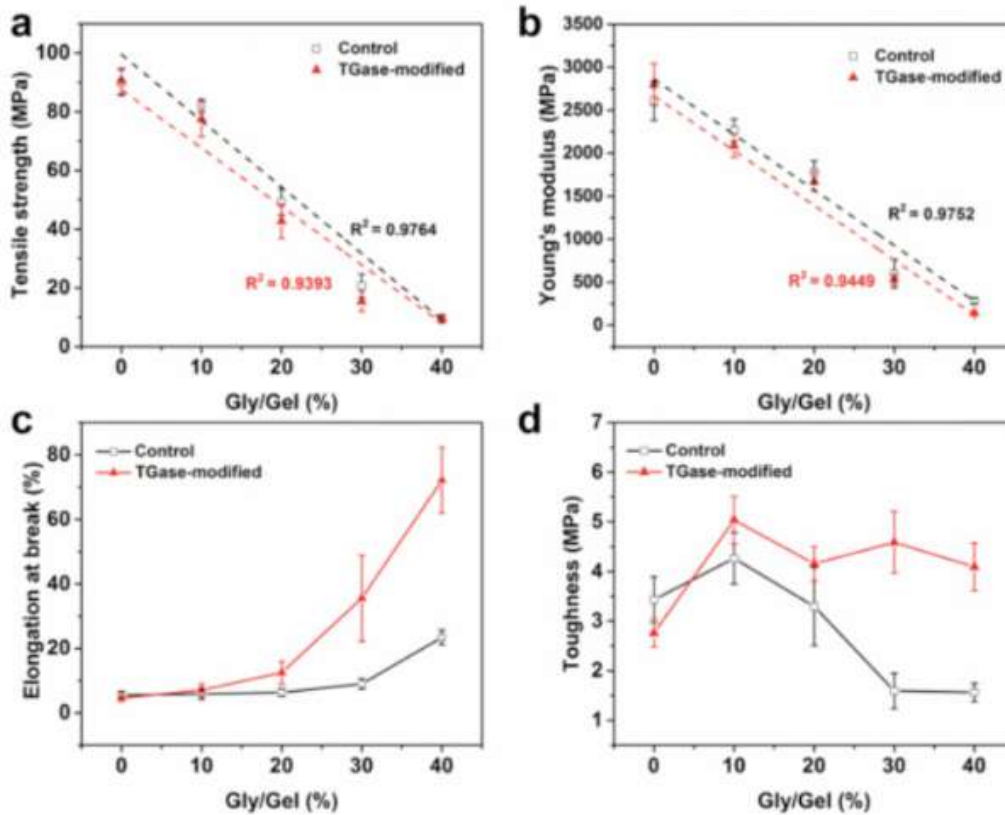 a
Tensile strength (MPa)
100
80
60
40
20
0
Control
TGase-modified
R² = 0.9764
R² = 0.9393
0 10 20 30 40
Gly/Gel (%)
b
Young's modulus (MPa)
3500
3000
2500
2000
1500
1000
500
0
Control
TGase-modified
R² = 0.9752
R² = 0.9449
0 10 20 30 40
Gly/Gel (%)
c
Elongation at break (%)
80
60
40
20
0
Control
TGase-modified
0 10 20 30 40
Gly/Gel (%)
d
Toughness (MPa)
7
6
5
4
3
2
1
Control
TGase-modified
0 10 20 30 40
Gly/Gel (%)